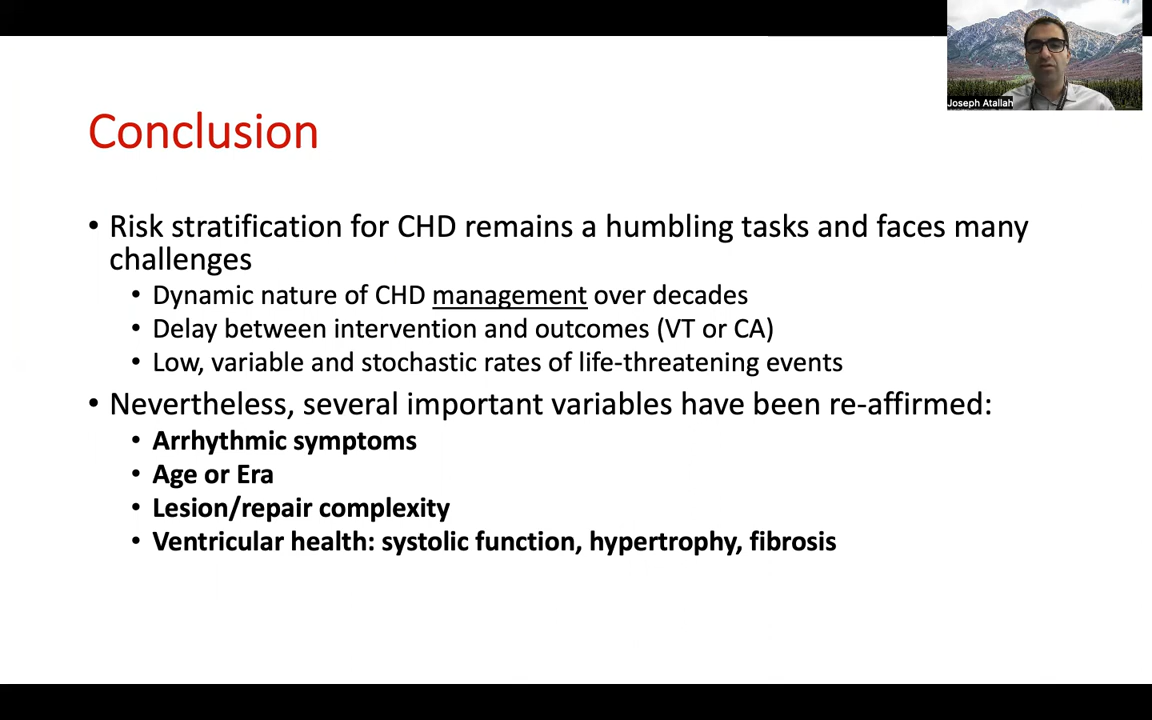 Joseph Atallah
Conclusion
• Risk stratification for CHD remains a humbling tasks and faces many
challenges
• Dynamic nature of CHD management over decades
• Delay between intervention and outcomes (VT or CA)
• Low, variable and stochastic rates of life-threatening events
• Nevertheless, several important variables have been re-affirmed:
• Arrhythmic symptoms
• Age or Era
• Lesion/repair complexity
• Ventricular health: systolic function, hypertrophy, fibrosis